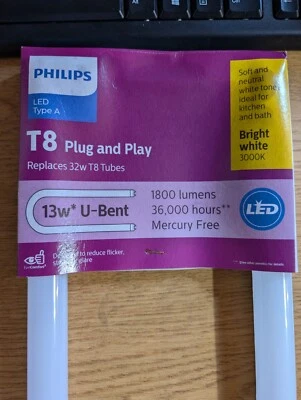 PHILIPS
LED
Type A
Soft and
neutral
white tone
ideal for
kitchen
and bath
Bright
white
3000K
T8 Plug and Play
Replaces 32w T8 Tubes
13w* U-Bent
1800 lumens
36,000 hours**
Mercury Free
LED
to reduce flicker,